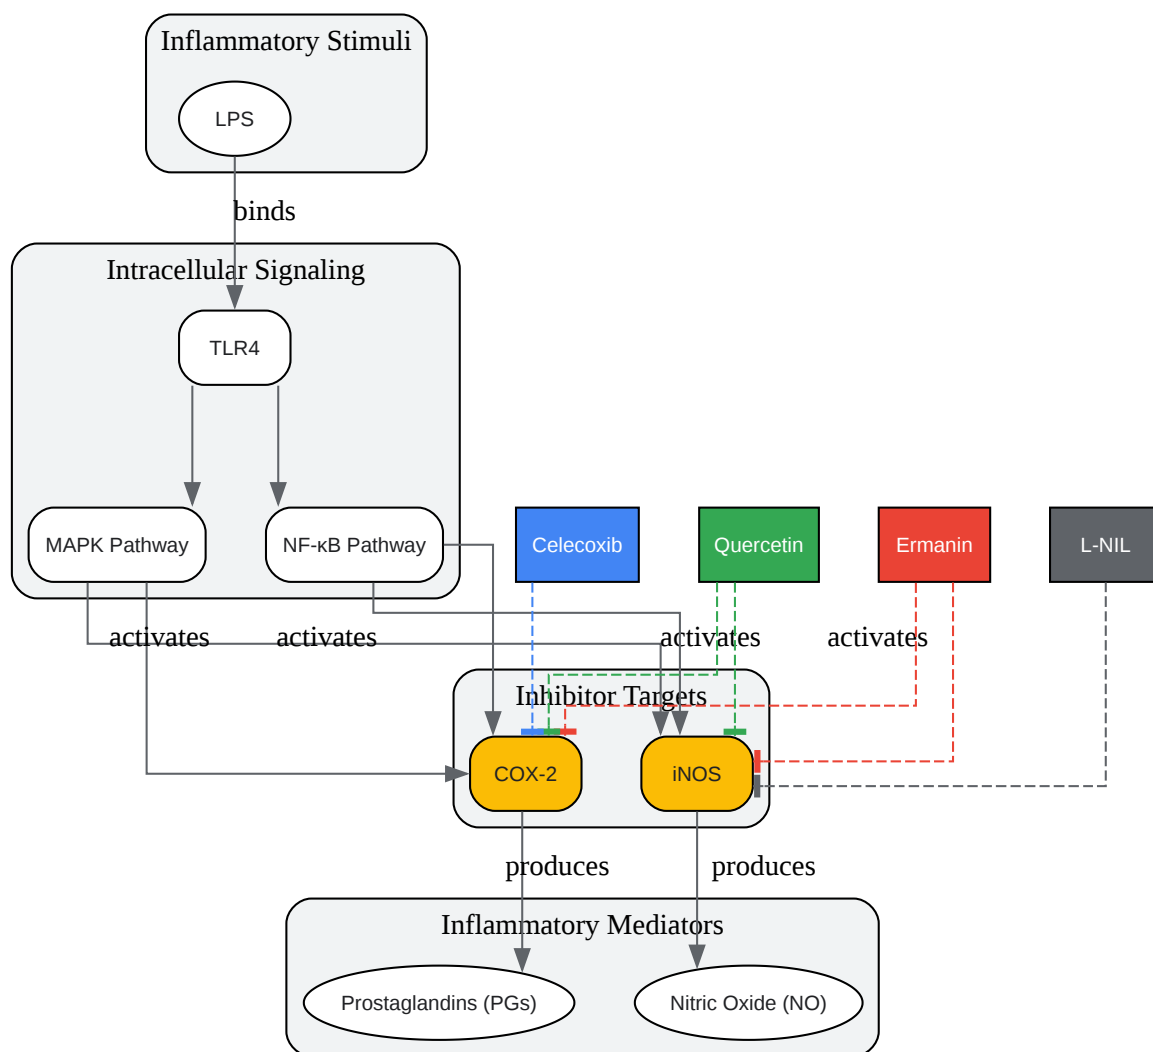 Inflammatory Stimuli
LPS
binds
Intracellular Signaling
TLR4
MAPK Pathway
NF-κB Pathway
Celecoxib
Quercetin
Ermanin
L-NIL
activates
activates
activates
activates
Inhibitor Targets
COX-2
iNOS
produces
produces
Inflammatory Mediators
Prostaglandins (PGs)
Nitric Oxide (NO)